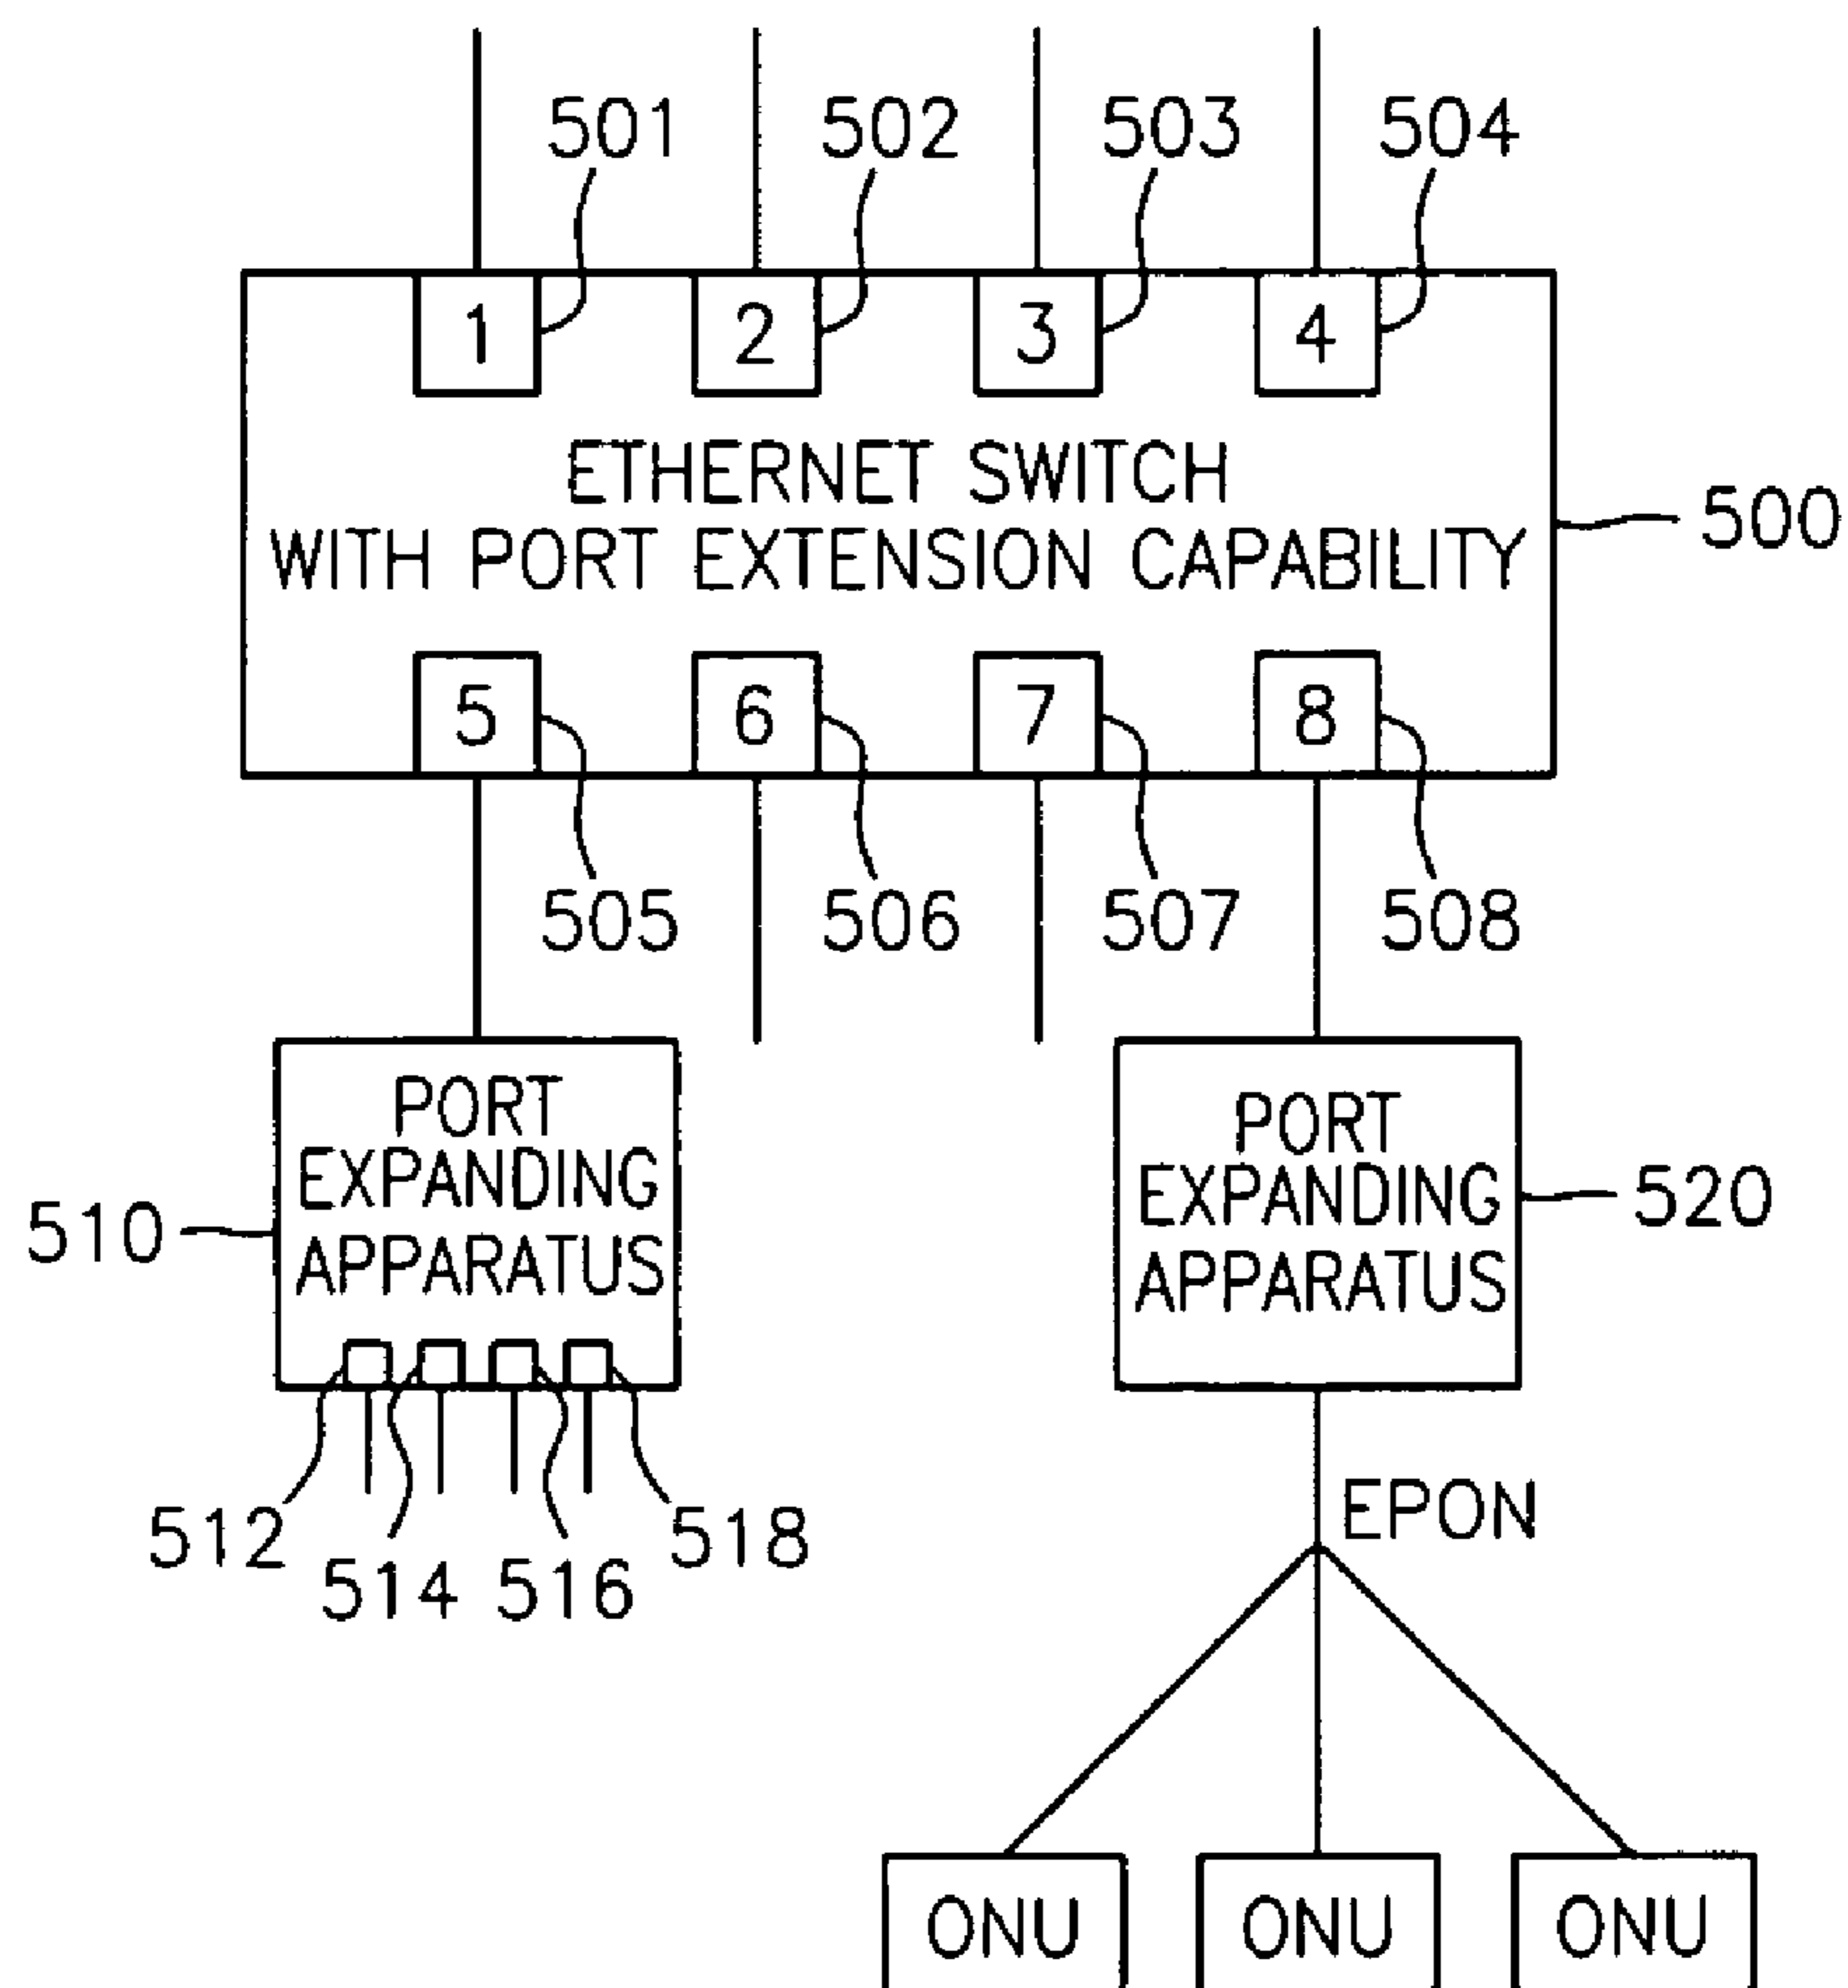 501 502 503 504
1 2 3 4
ETHERNET SWITCH
WITH PORT EXTENSION CAPABILITY
500
5 6 7 8
505 506 507 508
PORT
EXPANDING
APPARATUS
510
PORT
EXPANDING
APPARATUS
520
512 514 516 518
EPON
ONU ONU ONU